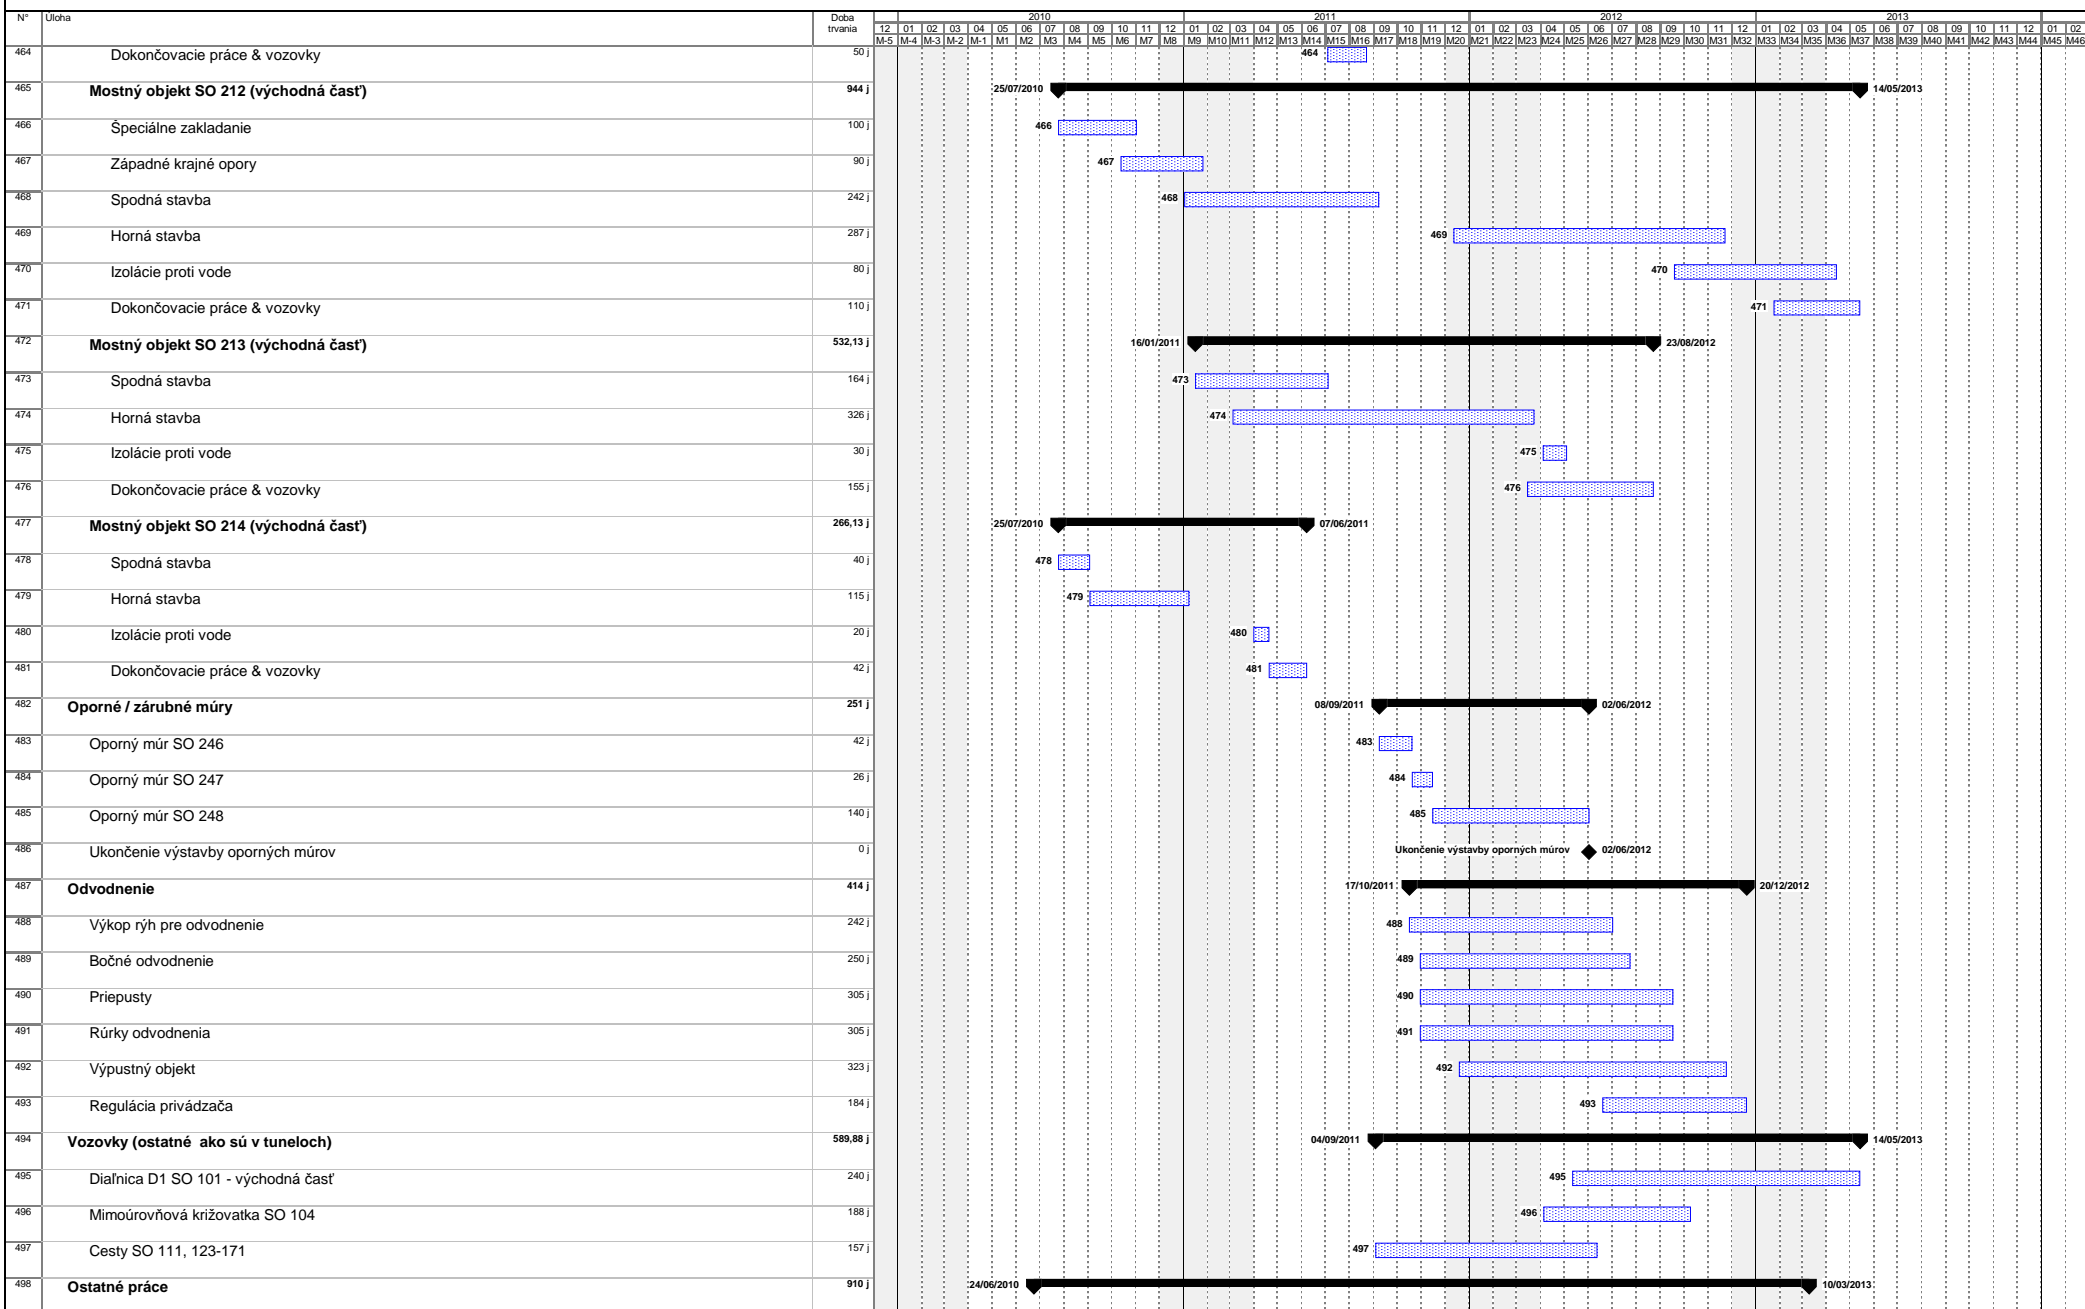 N° Úloha Doba trvania
2010 2011 2012 2013
12 01 02 03 04 05 06 07 08 09 10 11 12 01 02 03 04 05 06 07 08 09 10 11 12 01 02 03 04 05 06 07 08 09 10 11 12 01 02 03 04 05 06 07 08 09 10 11 12 01 02
M-5 M-4 M-3 M-2 M-1 M1 M2 M3 M4 M5 M6 M7 M8 M9 M10 M11 M12 M13 M14 M15 M16 M17 M18 M19 M20 M21 M22 M23 M24 M25 M26 M27 M28 M29 M30 M31 M32 M33 M34 M35 M36 M37 M38 M39 M40 M41 M42 M43 M44 M45 M46
464 Dokončovacie práce & vozovky 50 j 464
465 Mostný objekt SO 212 (východná časť) 944 j 25/07/2010 14/05/2013
466 Špeciálne zakladanie 100 j 466
467 Západné krajné opory 90 j 467
468 Spodná stavba 242 j 468
469 Horná stavba 287 j 469
470 Izolácie proti vode 80 j 470
471 Dokončovacie práce & vozovky 110 j 471
472 Mostný objekt SO 213 (východná časť) 532,13 j 16/01/2011 23/08/2012
473 Spodná stavba 164 j 473
474 Horná stavba 326 j 474
475 Izolácie proti vode 30 j 475
476 Dokončovacie práce & vozovky 155 j 476
477 Mostný objekt SO 214 (východná časť) 266,13 j 25/07/2010 07/06/2011
478 Spodná stavba 40 j 478
479 Horná stavba 115 j 479
480 Izolácie proti vode 20 j 480
481 Dokončovacie práce & vozovky 42 j 481
482 Oporné / zárubné múry 251 j 08/09/2011 02/06/2012
483 Oporný múr SO 246 42 j 483
484 Oporný múr SO 247 26 j 484
485 Oporný múr SO 248 140 j 485
486 Ukončenie výstavby oporných múrov 0 j Ukončenie výstavby oporných múrov 02/06/2012
487 Odvodnenie 414 j 17/10/2011 20/12/2012
488 Výkop rýh pre odvodnenie 242 j 488
489 Bočné odvodnenie 250 j 489
490 Priepusty 305 j 490
491 Rúrky odvodnenia 305 j 491
492 Výpustný objekt 323 j 492
493 Regulácia privádzača 184 j 493
494 Vozovky (ostatné ako sú v tuneloch) 589,88 j 04/09/2011 14/05/2013
495 Diaľnica D1 SO 101 - východná časť 240 j 495
496 Mimoúrovňová križovatka SO 104 188 j 496
497 Cesty SO 111, 123-171 157 j 497
498 Ostatné práce 910 j 24/06/2010 10/03/2013